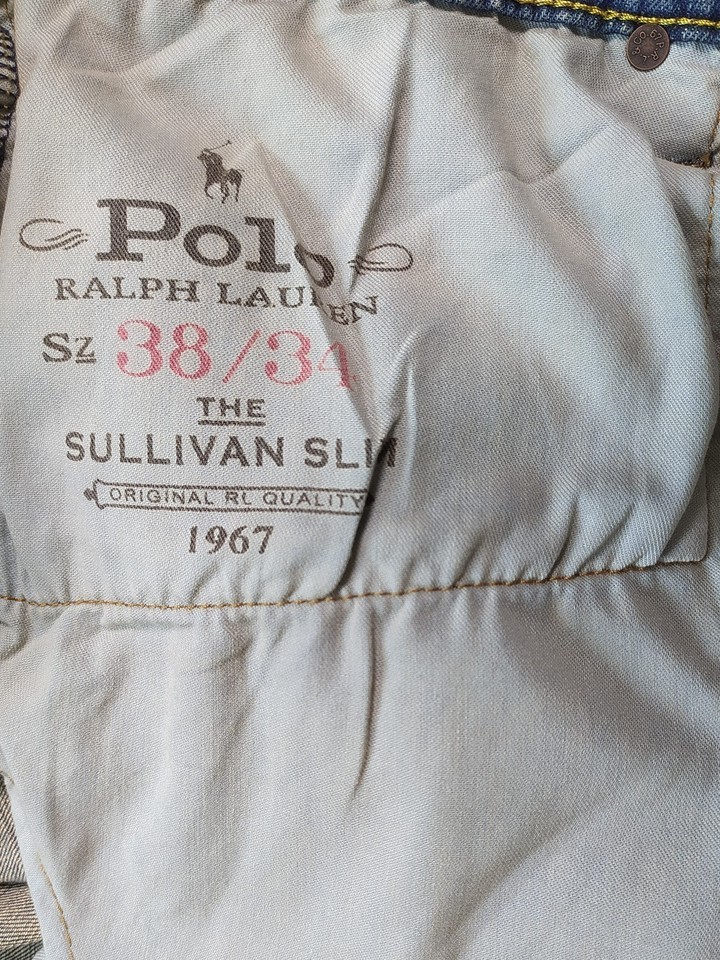 Polo
RALPH LAUREN
Sz 38/34
THE
SULLIVAN SLIM
ORIGINAL RL QUALITY
1967